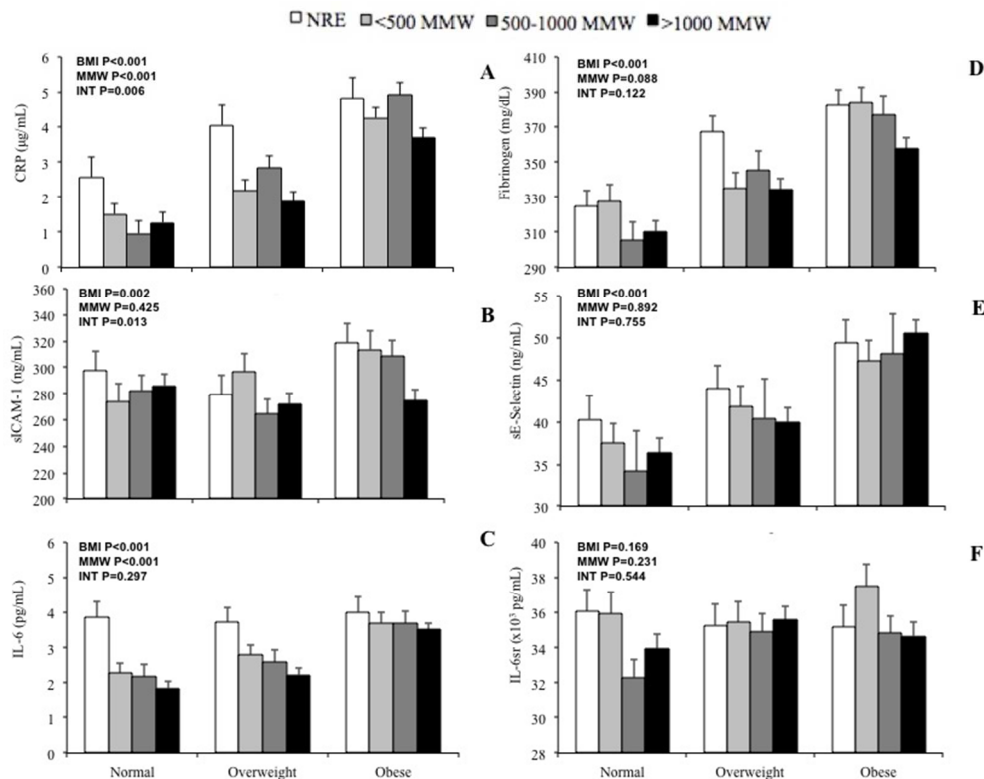 NRE <500 MMW 500-1000 MMW >1000 MMW
BMI P<0.001
MMW P<0.001
INT P=0.006
A
CRP (µg/mL)
6
5
4
3
2
1
0
BMI P<0.001
MMW P=0.088
INT P=0.122
D
Fibrinogen (mg/dL)
410
390
370
350
330
310
290
BMI P=0.002
MMW P=0.425
INT P=0.013
B
sICAM-1 (ng/mL)
360
340
320
300
280
260
240
220
200
BMI P<0.001
MMW P=0.892
INT P=0.755
E
sE-Selectin (ng/mL)
55
50
45
40
35
30
BMI P<0.001
MMW P<0.001
INT P=0.297
C
IL-6 (pg/mL)
6
5
4
3
2
1
0
Normal Overweight Obese
BMI P=0.169
MMW P=0.231
INT P=0.544
F
IL-6sr (x10³ pg/mL)
40
38
36
34
32
30
28
Normal Overweight Obese